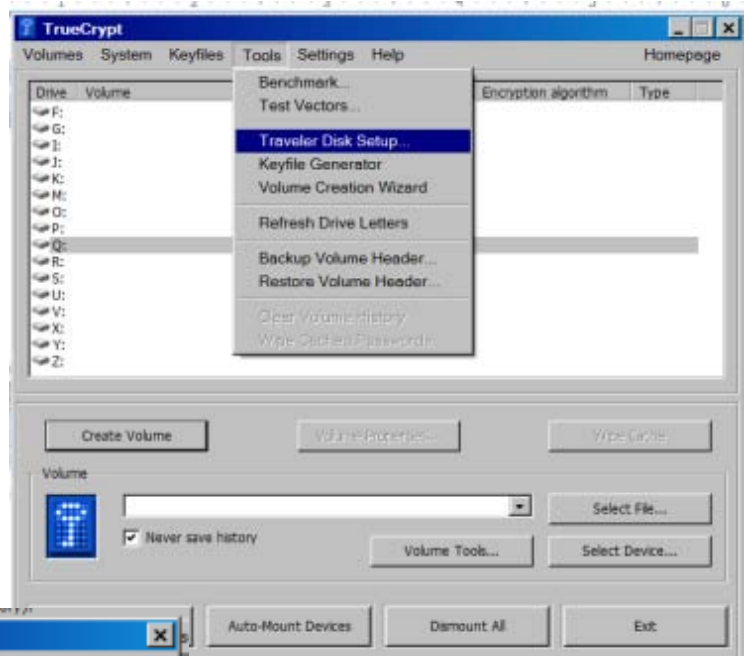 TrueCrypt
Volumes System Keyfiles Tools Settings Help Homepage
Drive Volume Encryption algorithm Type
F:
G:
I:
J:
K:
M:
O:
P:
Q:
R:
S:
U:
V:
X:
Y:
Z:
Benchmark...
Test Vectors...
Traveler Disk Setup...
Keyfile Generator
Volume Creation Wizard
Refresh Drive Letters
Backup Volume Header...
Restore Volume Header...
Clear Volume History
Wipe Cached Passwords
Create Volume Volume Properties... Wipe Cache
Volume
Select File...
Never save history
Volume Tools... Select Device...
Auto-Mount Devices Dismount All Exit